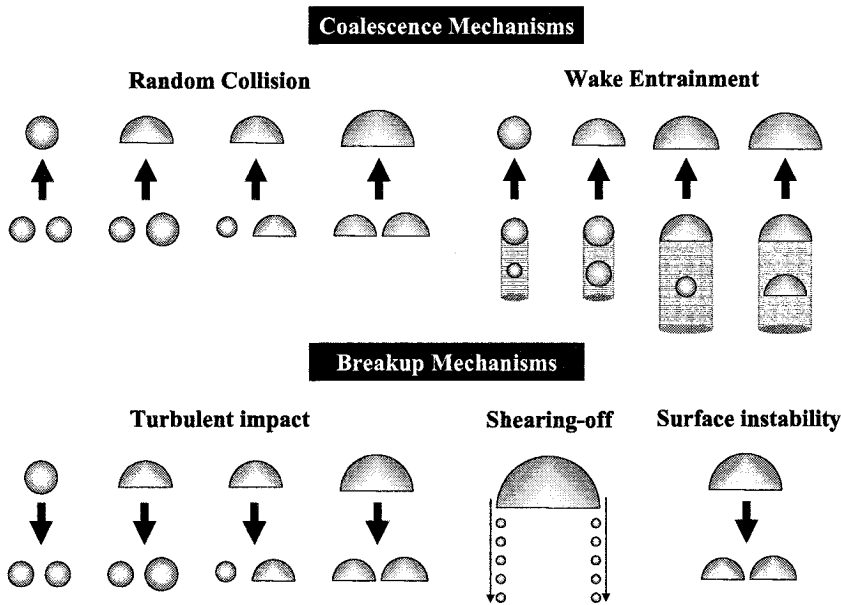 Coalescence Mechanisms
Random Collision
Wake Entrainment
Breakup Mechanisms
Turbulent impact
Shearing-off
Surface instability